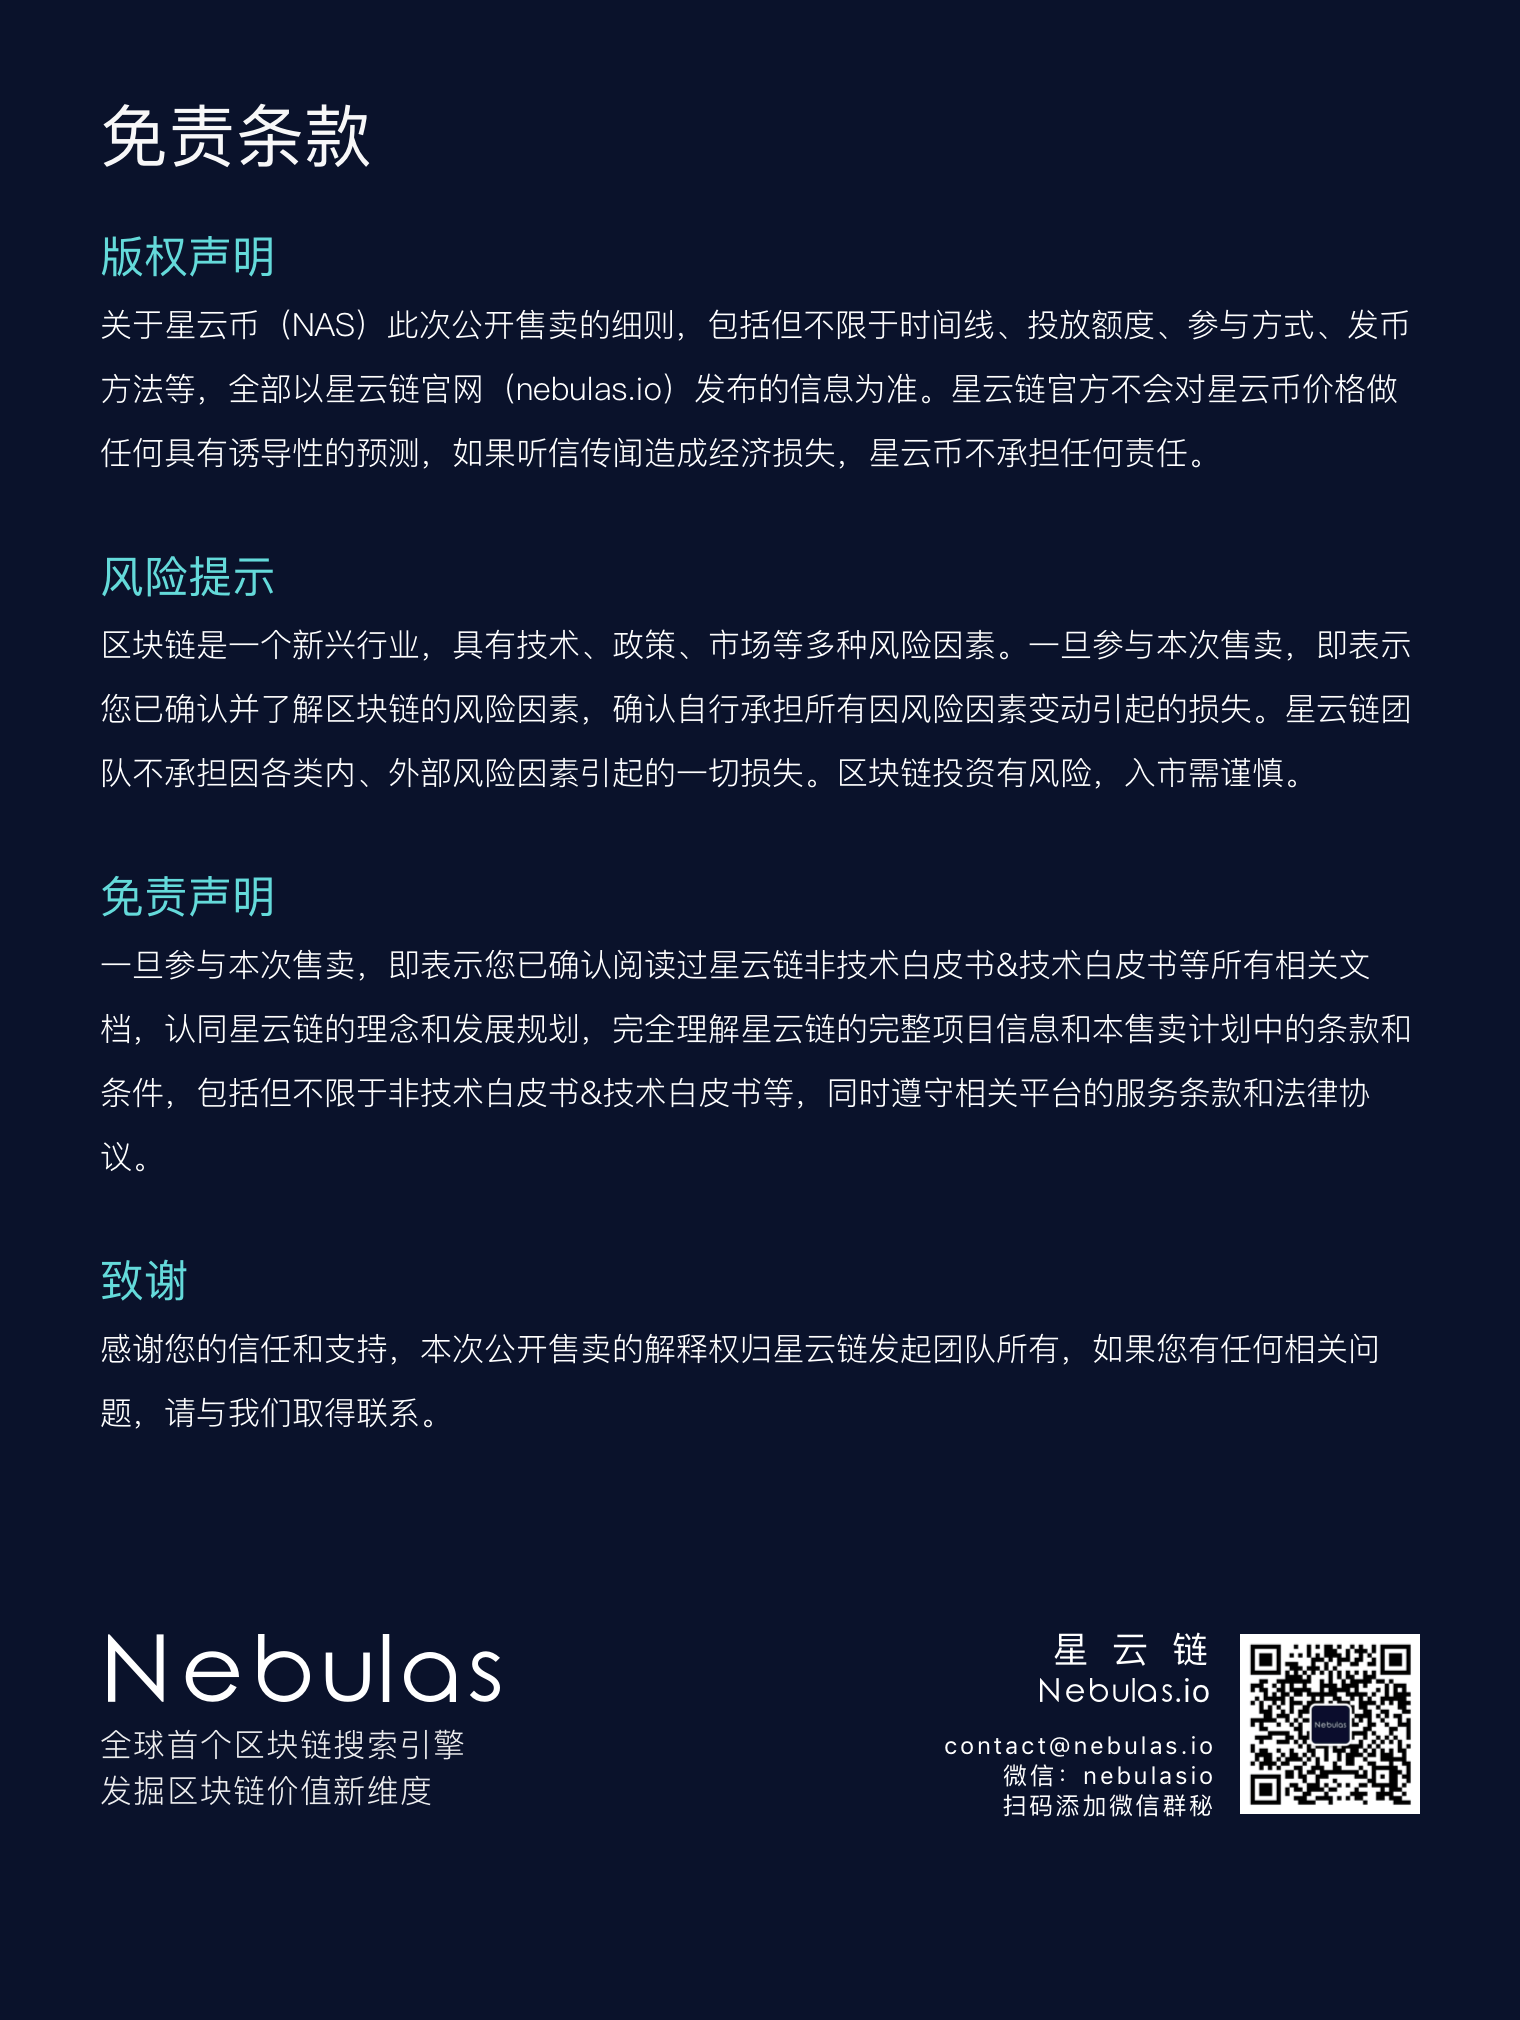 免责条款
版权声明
关于星云币（NAS）此次公开售卖的细则，包括但不限于时间线、投放额度、参与方式、发币
方法等，全部以星云链官网（nebulas.io）发布的信息为准。星云链官方不会对星云币价格做
任何具有诱导性的预测，如果听信传闻造成经济损失，星云币不承担任何责任。
风险提示
区块链是一个新兴行业，具有技术、政策、市场等多种风险因素。一旦参与本次售卖，即表示
您已确认并了解区块链的风险因素，确认自行承担所有因风险因素变动引起的损失。星云链团
队不承担因各类内、外部风险因素引起的一切损失。区块链投资有风险，入市需谨慎。
免责声明
一旦参与本次售卖，即表示您已确认阅读过星云链非技术白皮书&技术白皮书等所有相关文
档，认同星云链的理念和发展规划，完全理解星云链的完整项目信息和本售卖计划中的条款和
条件，包括但不限于非技术白皮书&技术白皮书等，同时遵守相关平台的服务条款和法律协
议。
致谢
感谢您的信任和支持，本次公开售卖的解释权归星云链发起团队所有，如果您有任何相关问
题，请与我们取得联系。
Nebulas
全球首个区块链搜索引擎
发掘区块链价值新维度
星云链
Nebulas.io
contact@nebulas.io
微信：nebulasio
扫码添加微信群秘
Nebulas